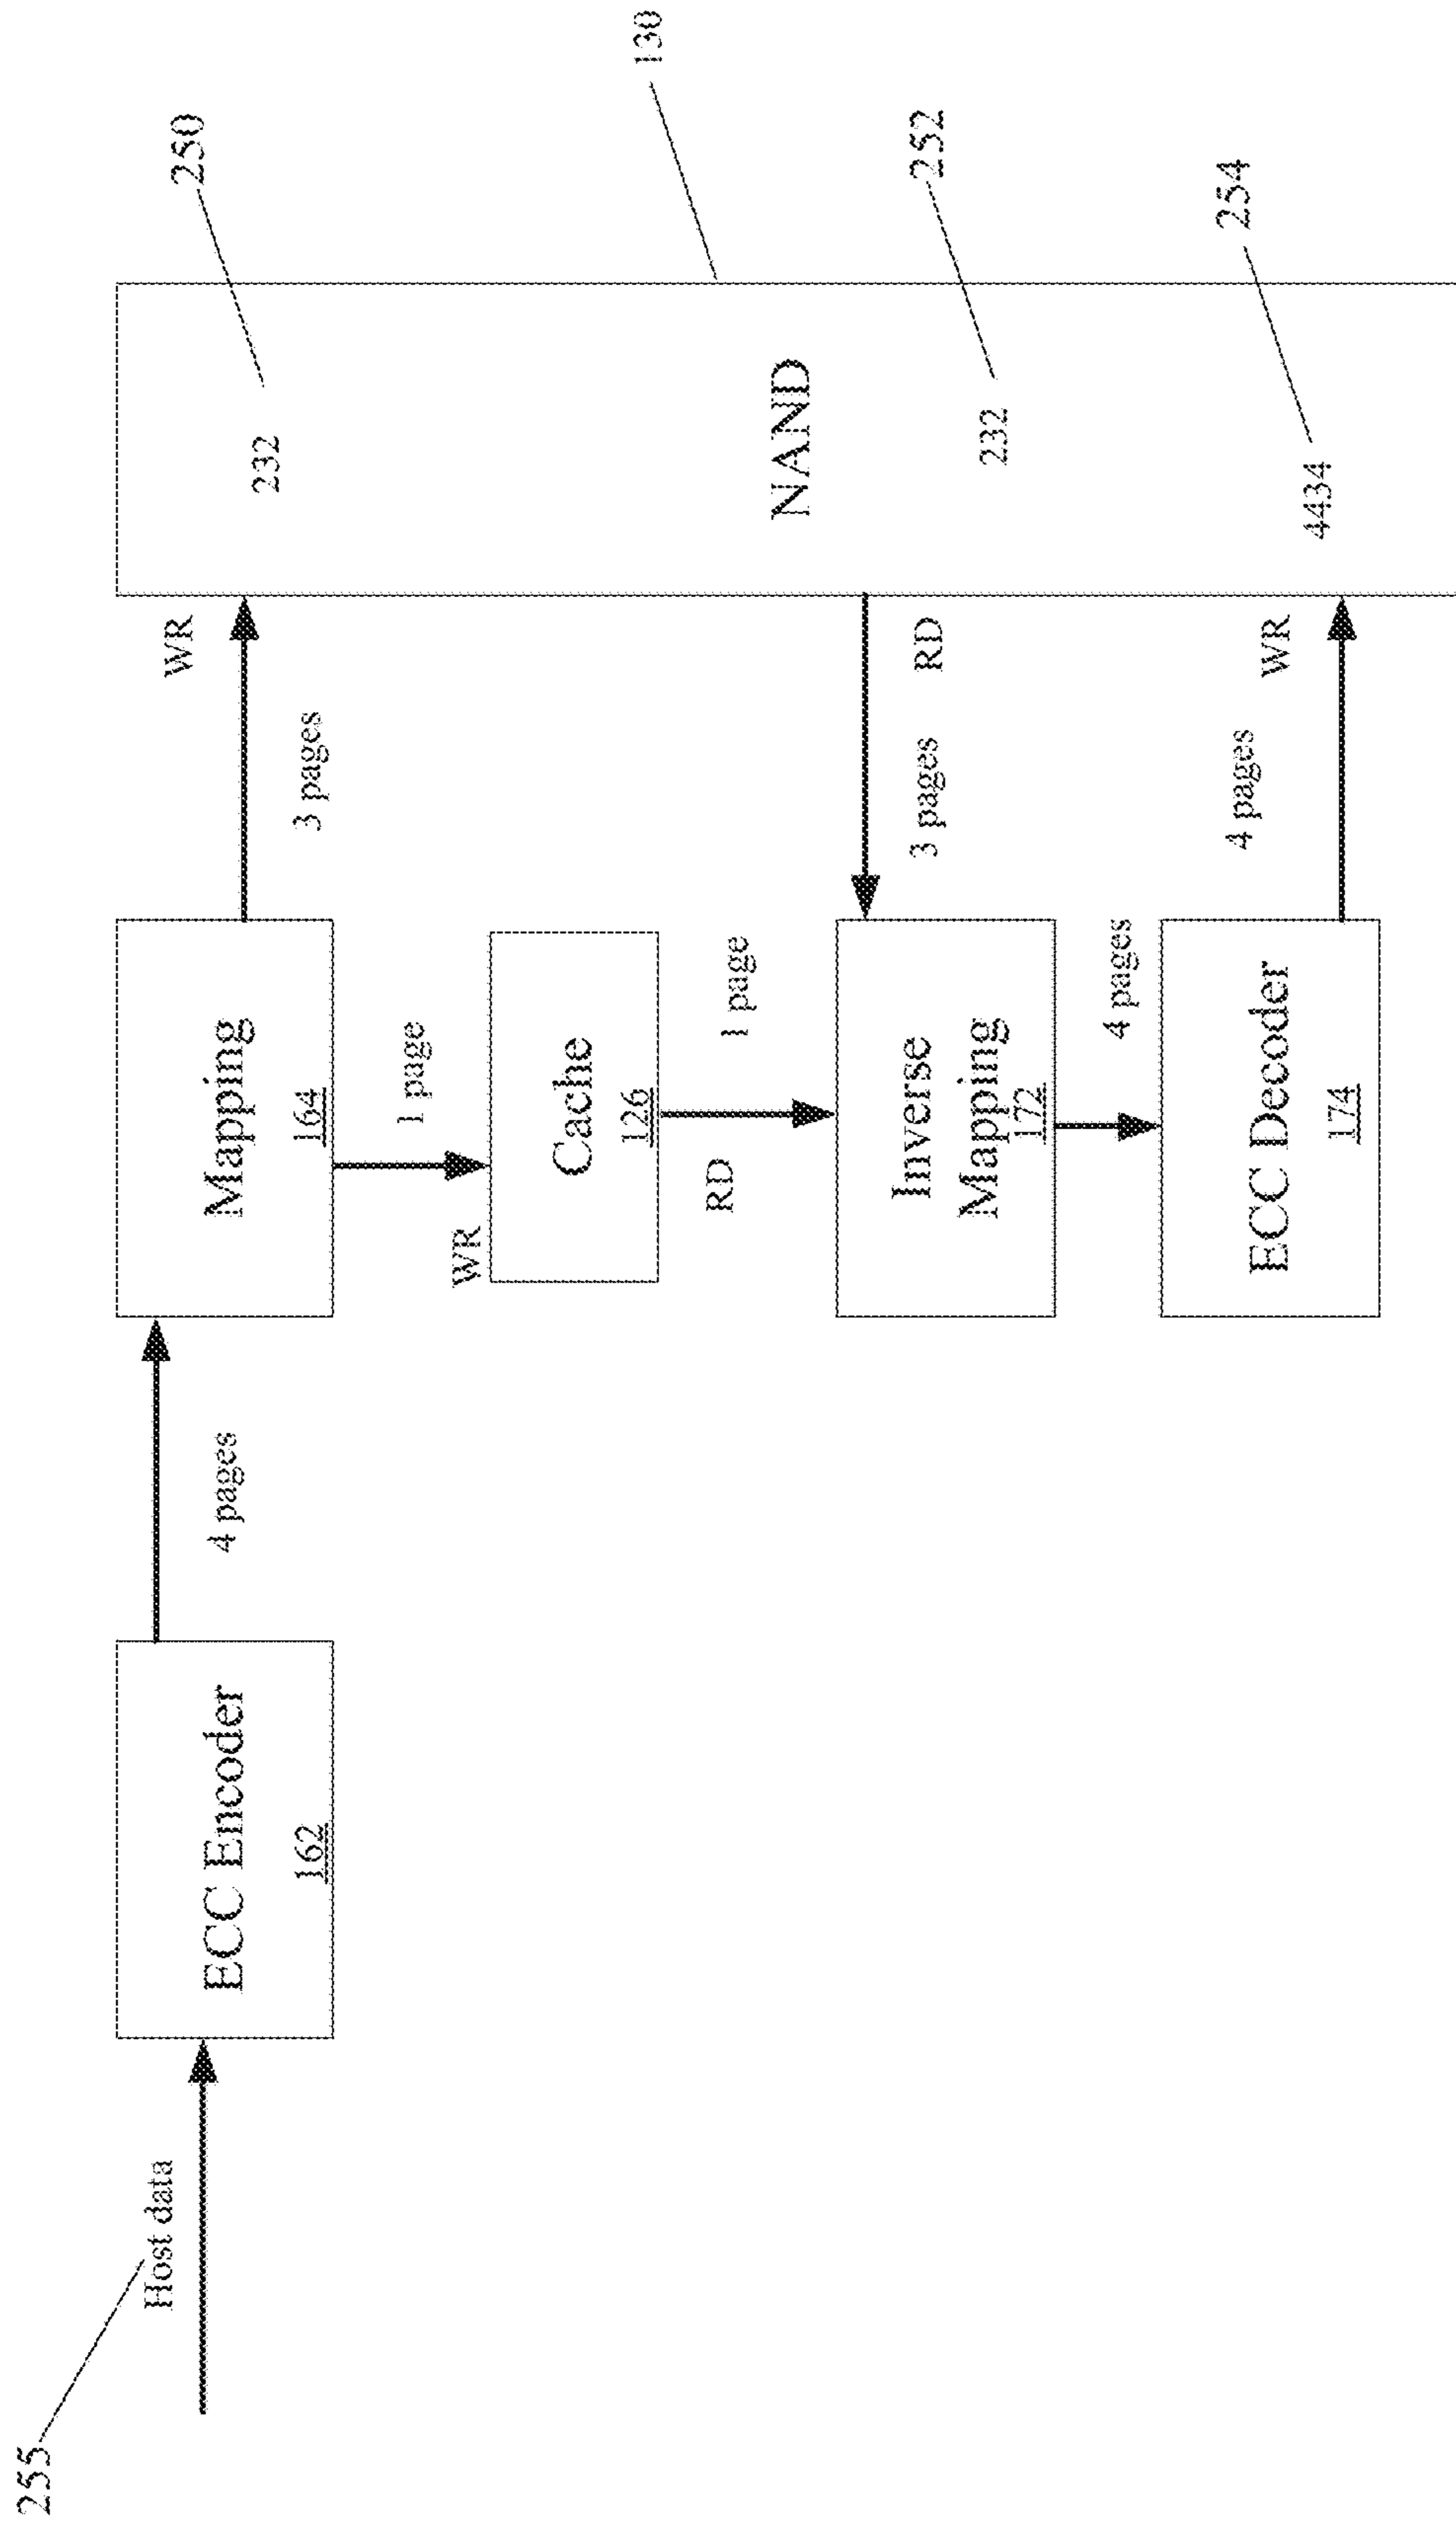 255
Host data
ECC Encoder
162
4 pages
Mapping
164
1 page
WR
Cache
126
1 page
RD
Inverse
Mapping
172
4 pages
ECC Decoder
174
WR
3 pages
RD
3 pages
WR
4 pages
232
250
NAND
130
232
252
4434
254